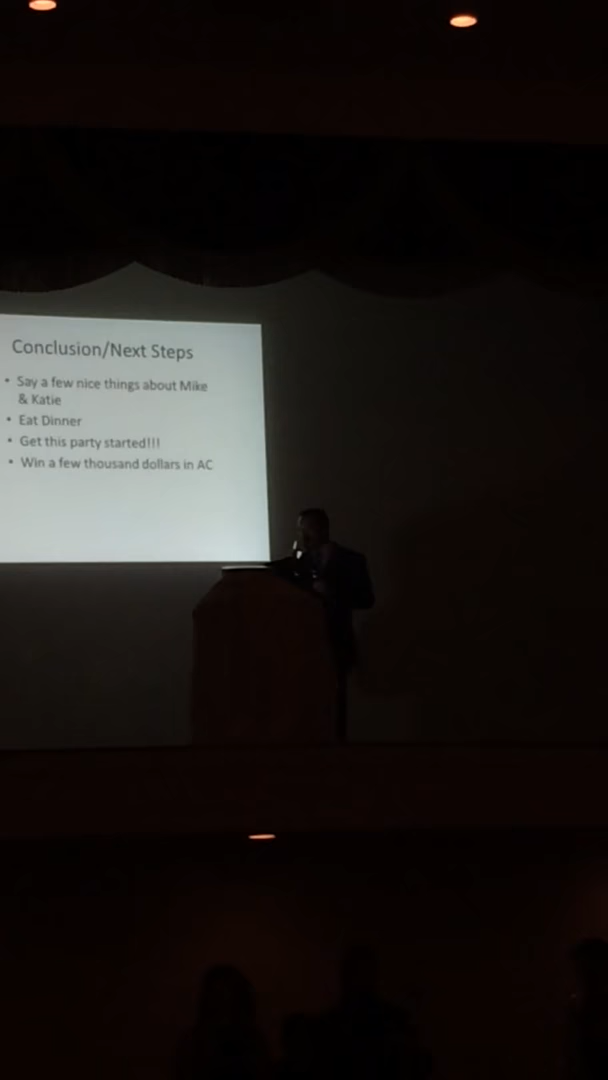 Conclusion/Next Steps
• Say a few nice things about Mike
& Katie
• Eat Dinner
• Get this party started!!!
• Win a few thousand dollars in AC